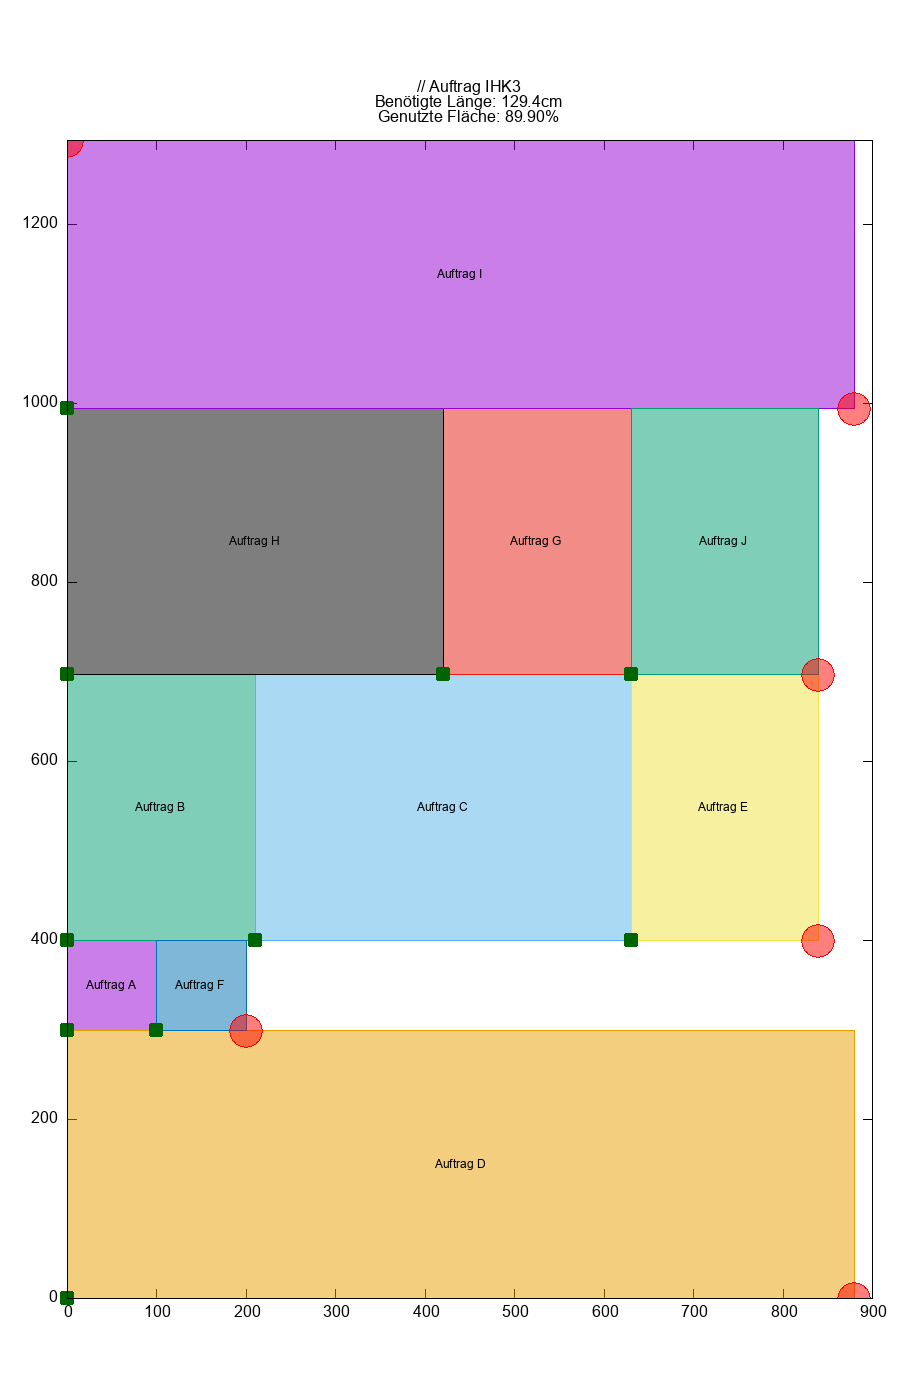 // Auftrag IHK3
Benötigte Länge: 129.4cm
Genutzte Fläche: 89.90%
1200
Auftrag I
1000
Auftrag H Auftrag G Auftrag J
800
600
Auftrag B Auftrag C Auftrag E
400
Auftrag A Auftrag F
300
200
Auftrag D
0
0 100 200 300 400 500 600 700 800 900